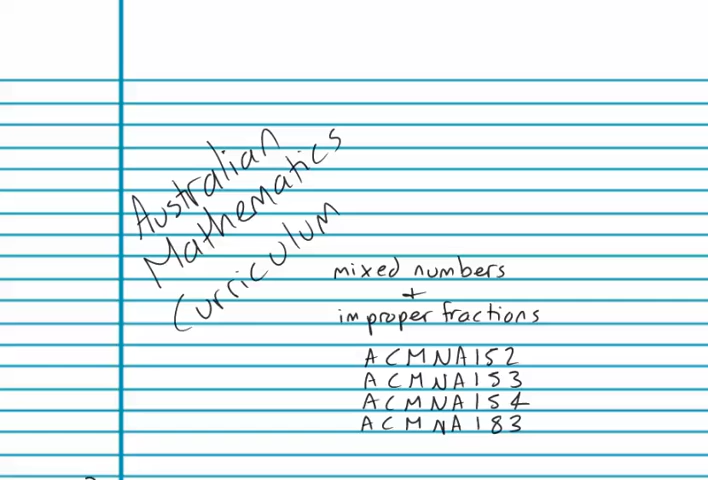 Australian
Mathematics
Curriculum
mixed numbers
+
improper fractions
ACMNA152
ACMNA153
ACMNA154
ACMNA183